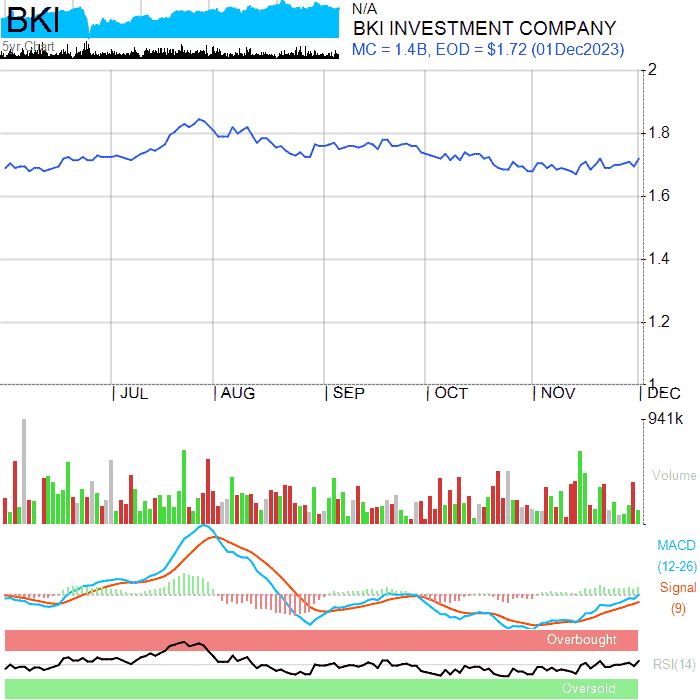 BKI
5yr Chart
N/A
BKI INVESTMENT COMPANY
MC = 1.4B, EOD = $1.72 (01Dec2023)
2
1.8
1.6
1.4
1.2
1
JUL
AUG
SEP
OCT
NOV
DEC
941k
Volume
MACD
(12-26)
Signal
(9)
Overbought
RSI(14)
Oversold